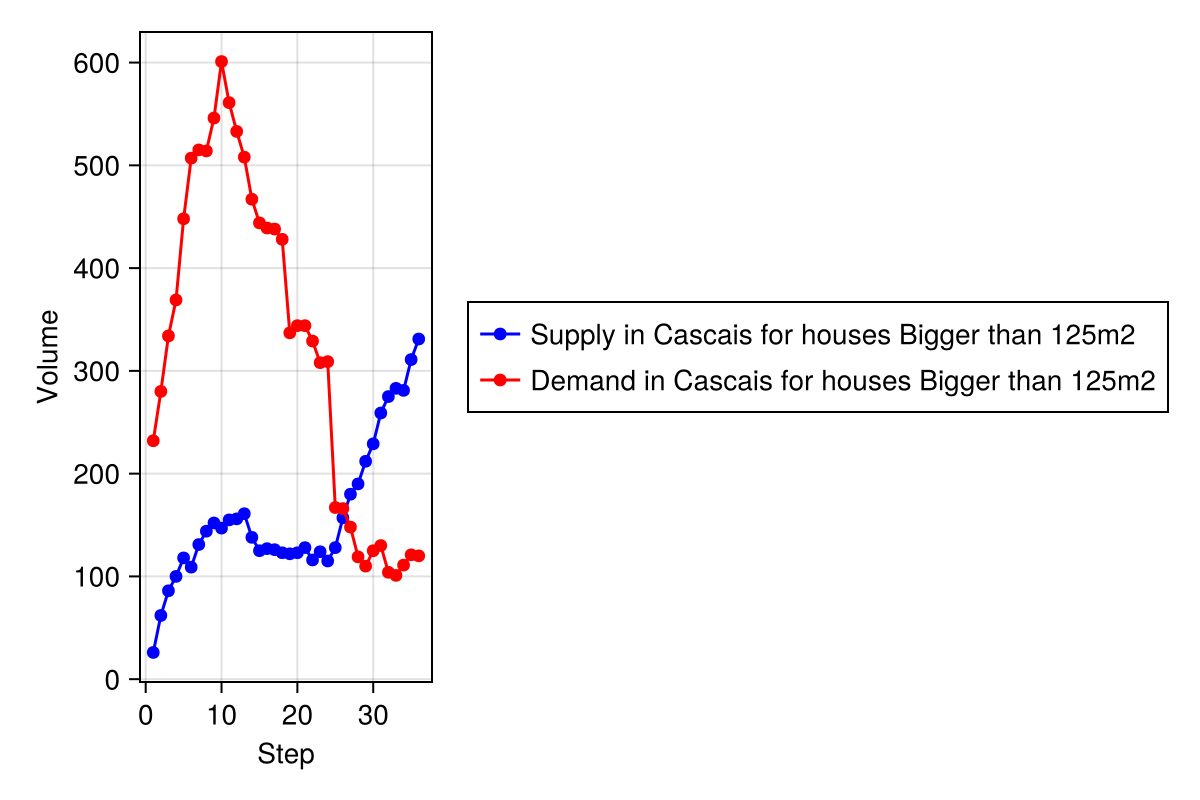 600
500
400
300
200
100
0
Volume
0 10 20 30
Step
Supply in Cascais for houses Bigger than 125m2
Demand in Cascais for houses Bigger than 125m2